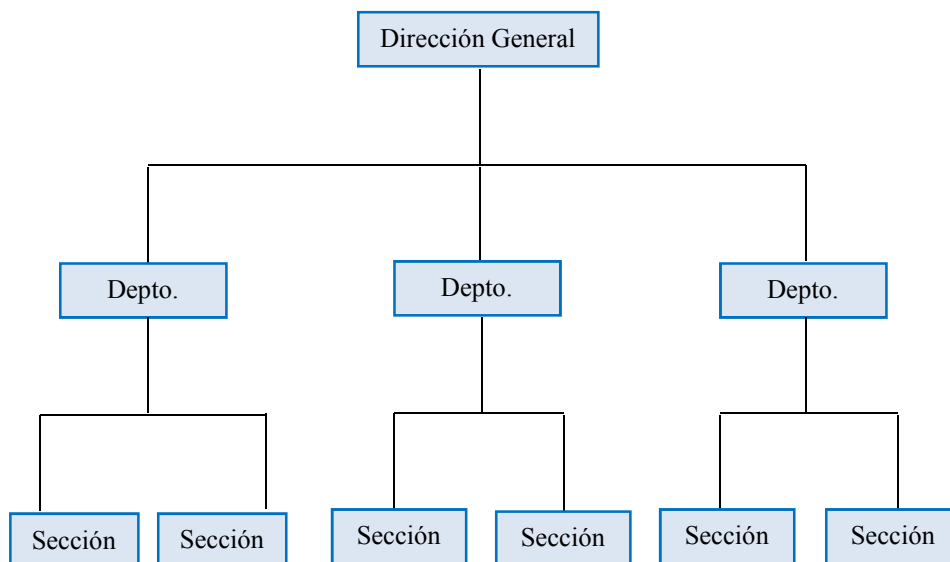 Dirección General
Depto.
Depto.
Depto.
Sección
Sección
Sección
Sección
Sección
Sección